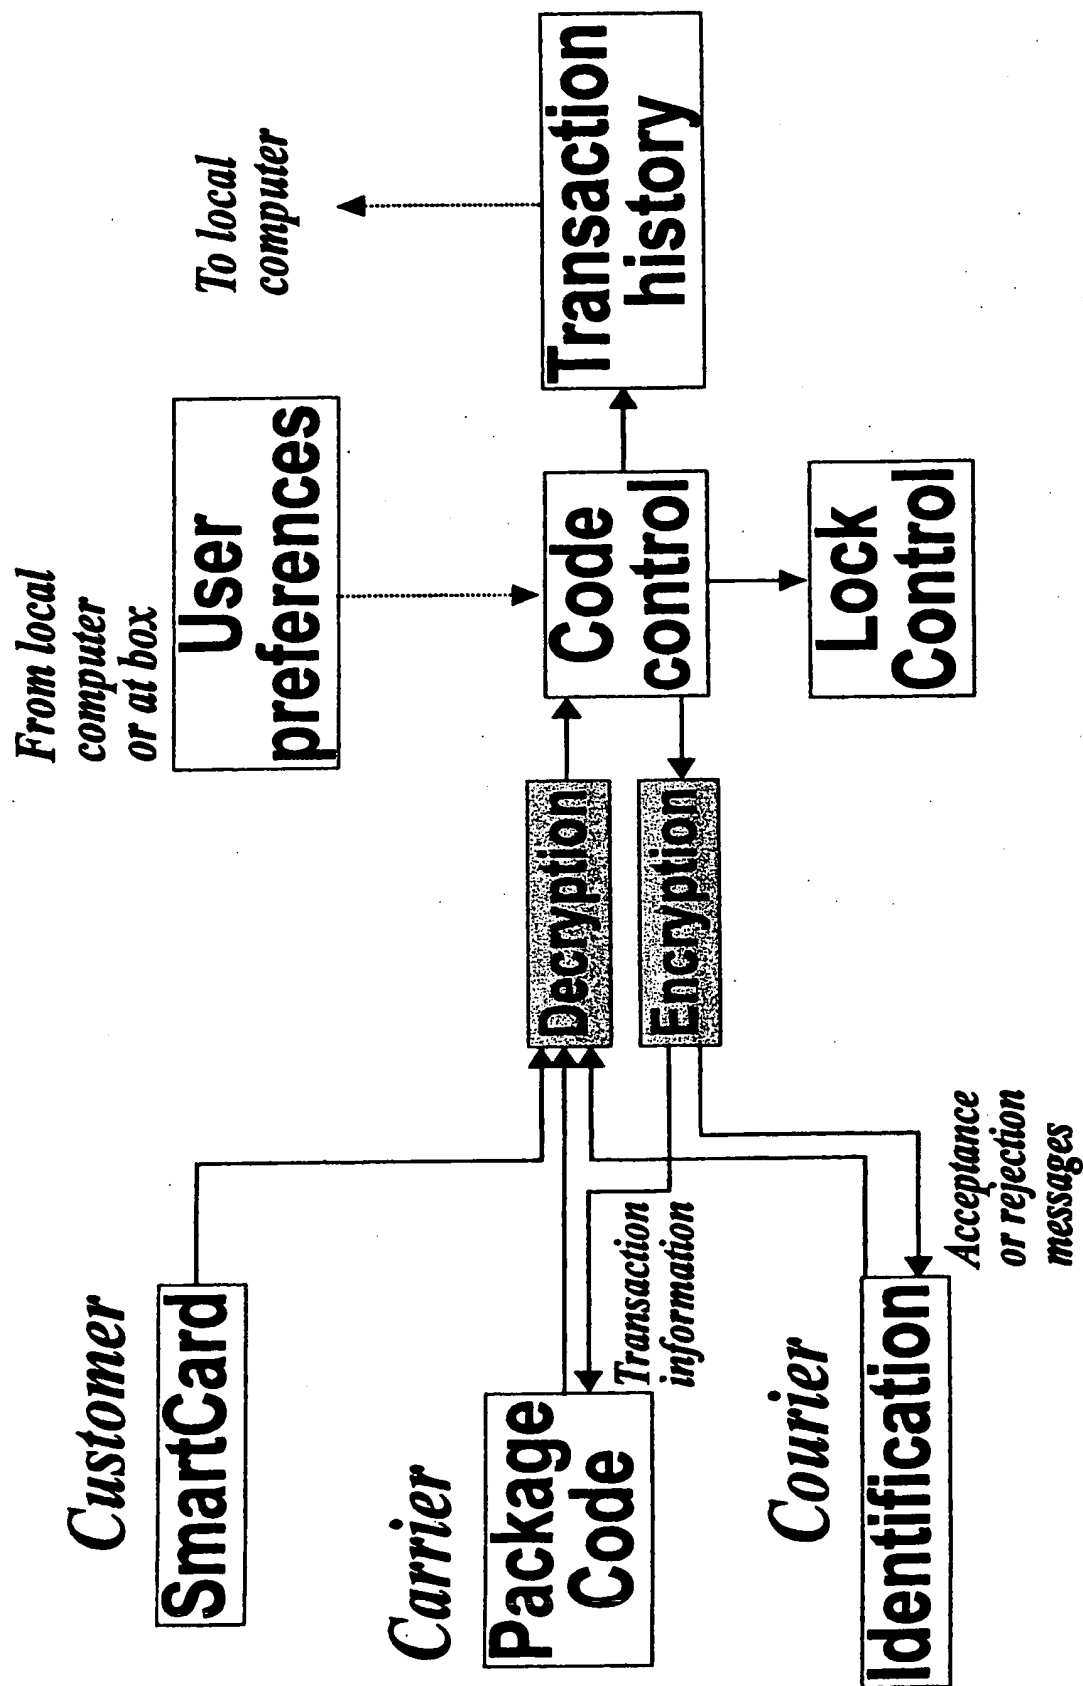 Customer
SmartCard
Carrier
Package
Code
Transaction
information
Courier
Identification
Acceptance
or rejection
messages
Decryption
Encryption
From local
computer
or at box
User
preferences
Code
control
Lock
Control
To local
computer
Transaction
history